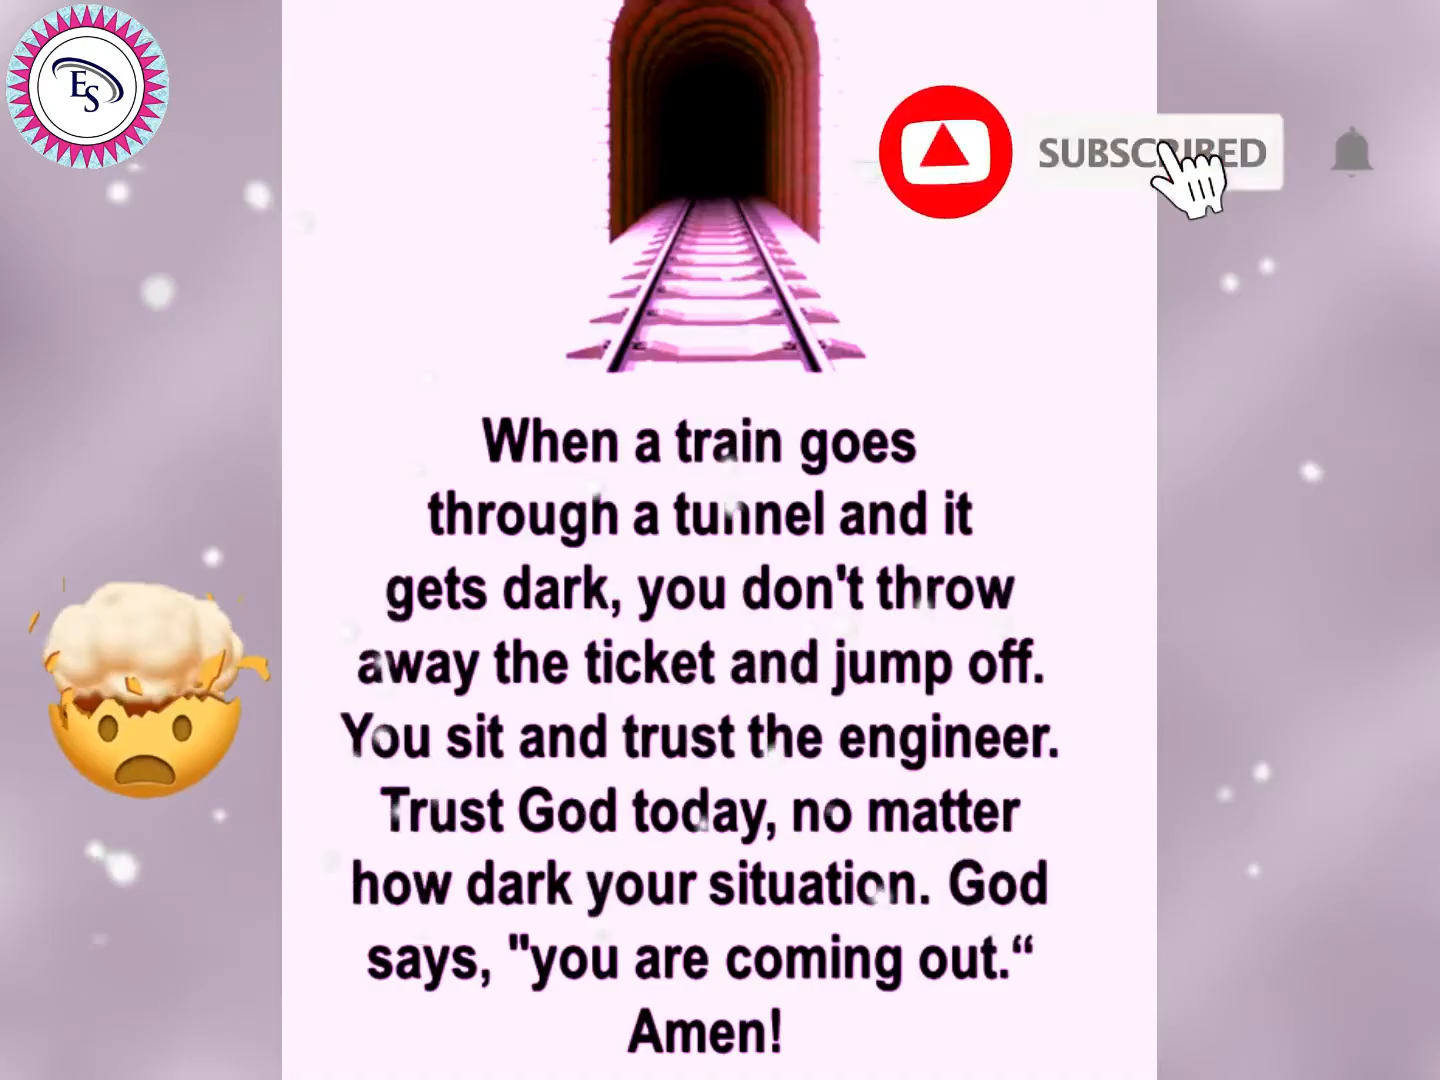 ES
SUBSCRIBED
When a train goes
through a tunnel and it
gets dark, you don't throw
away the ticket and jump off.
You sit and trust the engineer.
Trust God today, no matter
how dark your situation. God
says, "you are coming out.“
Amen!